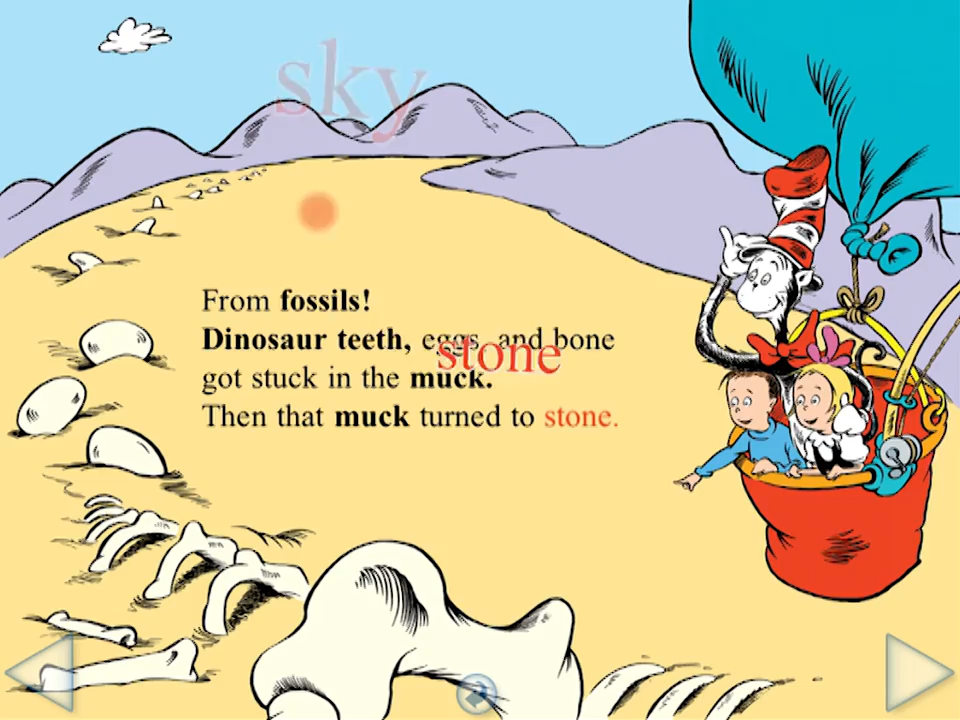 sky
From fossils!
Dinosaur teeth, eggs, and bone
stone
got stuck in the muck.
Then that muck turned to stone.